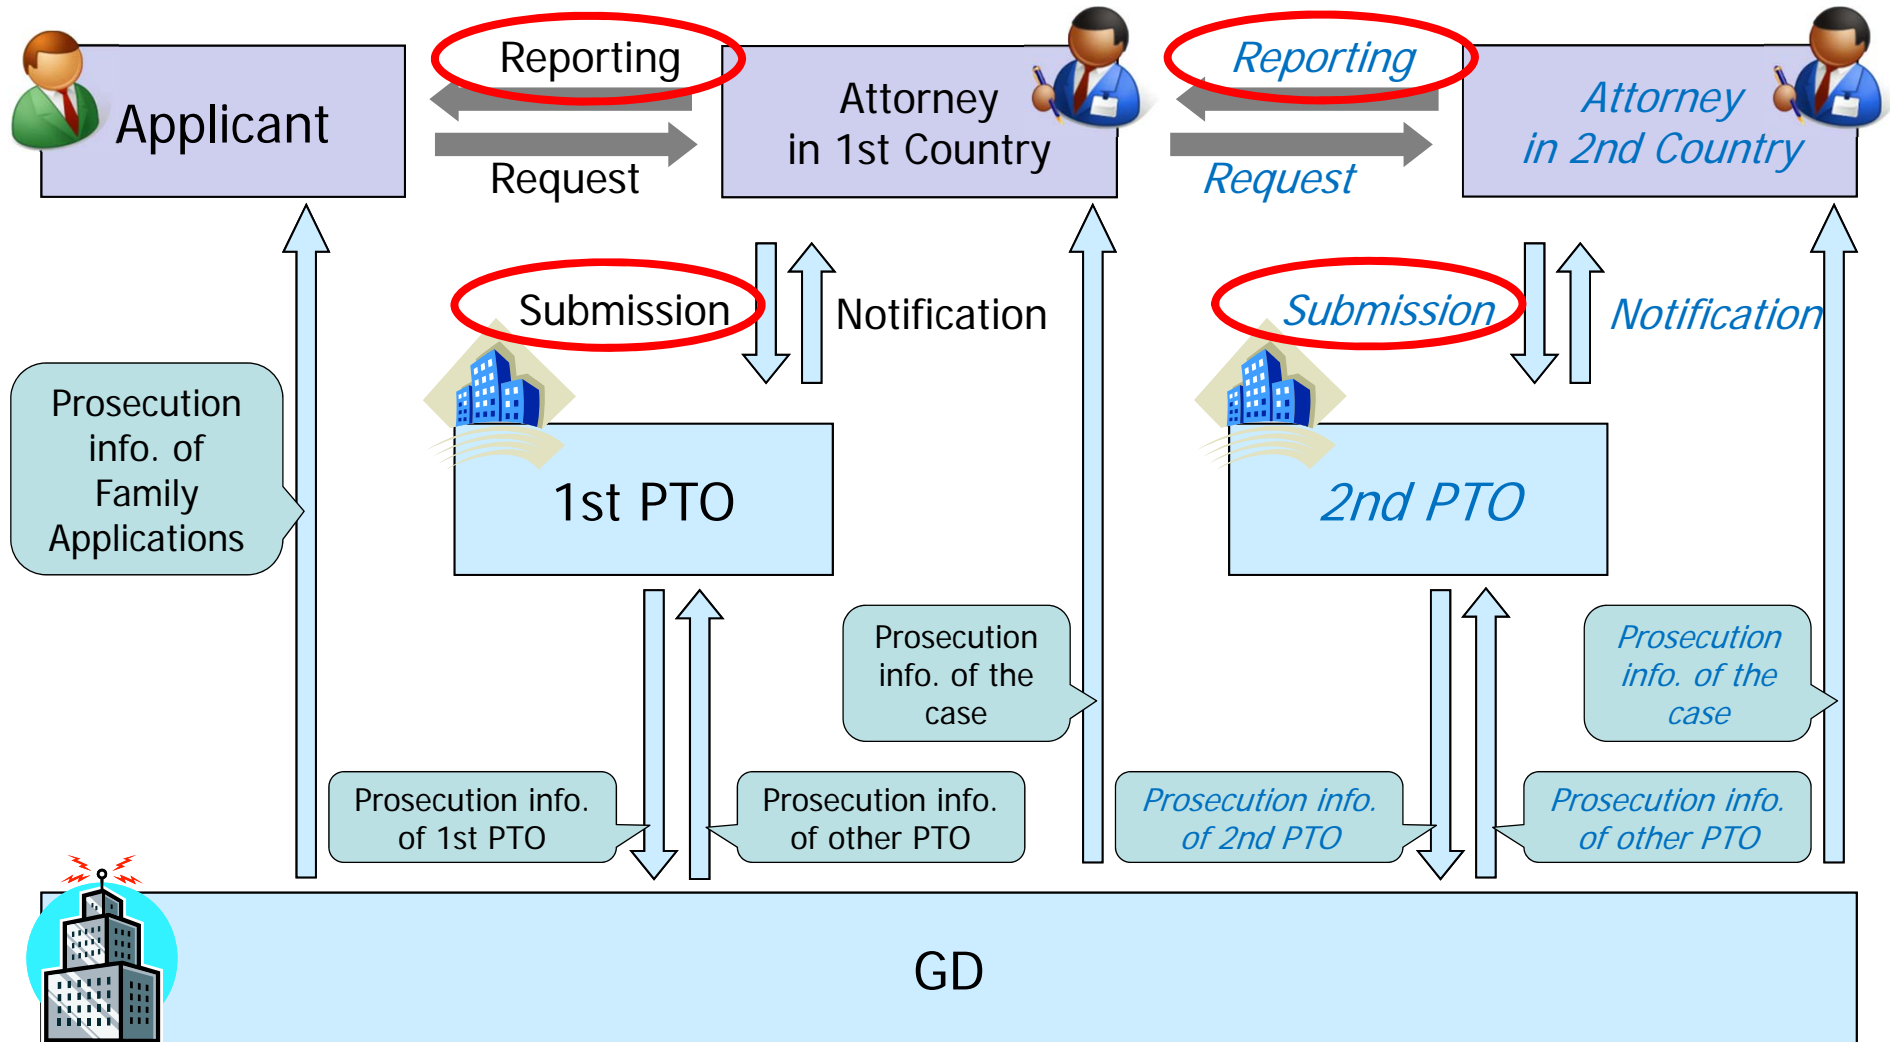 Applicant
Reporting
Request
Attorney
in 1st Country
Reporting
Request
Attorney
in 2nd Country
Submission
Notification
Submission
Notification
Prosecution
info. of
Family
Applications
1st PTO
2nd PTO
Prosecution
info. of the
case
Prosecution
info. of the
case
Prosecution info.
of 1st PTO
Prosecution info.
of other PTO
Prosecution info.
of 2nd PTO
Prosecution info.
of other PTO
GD